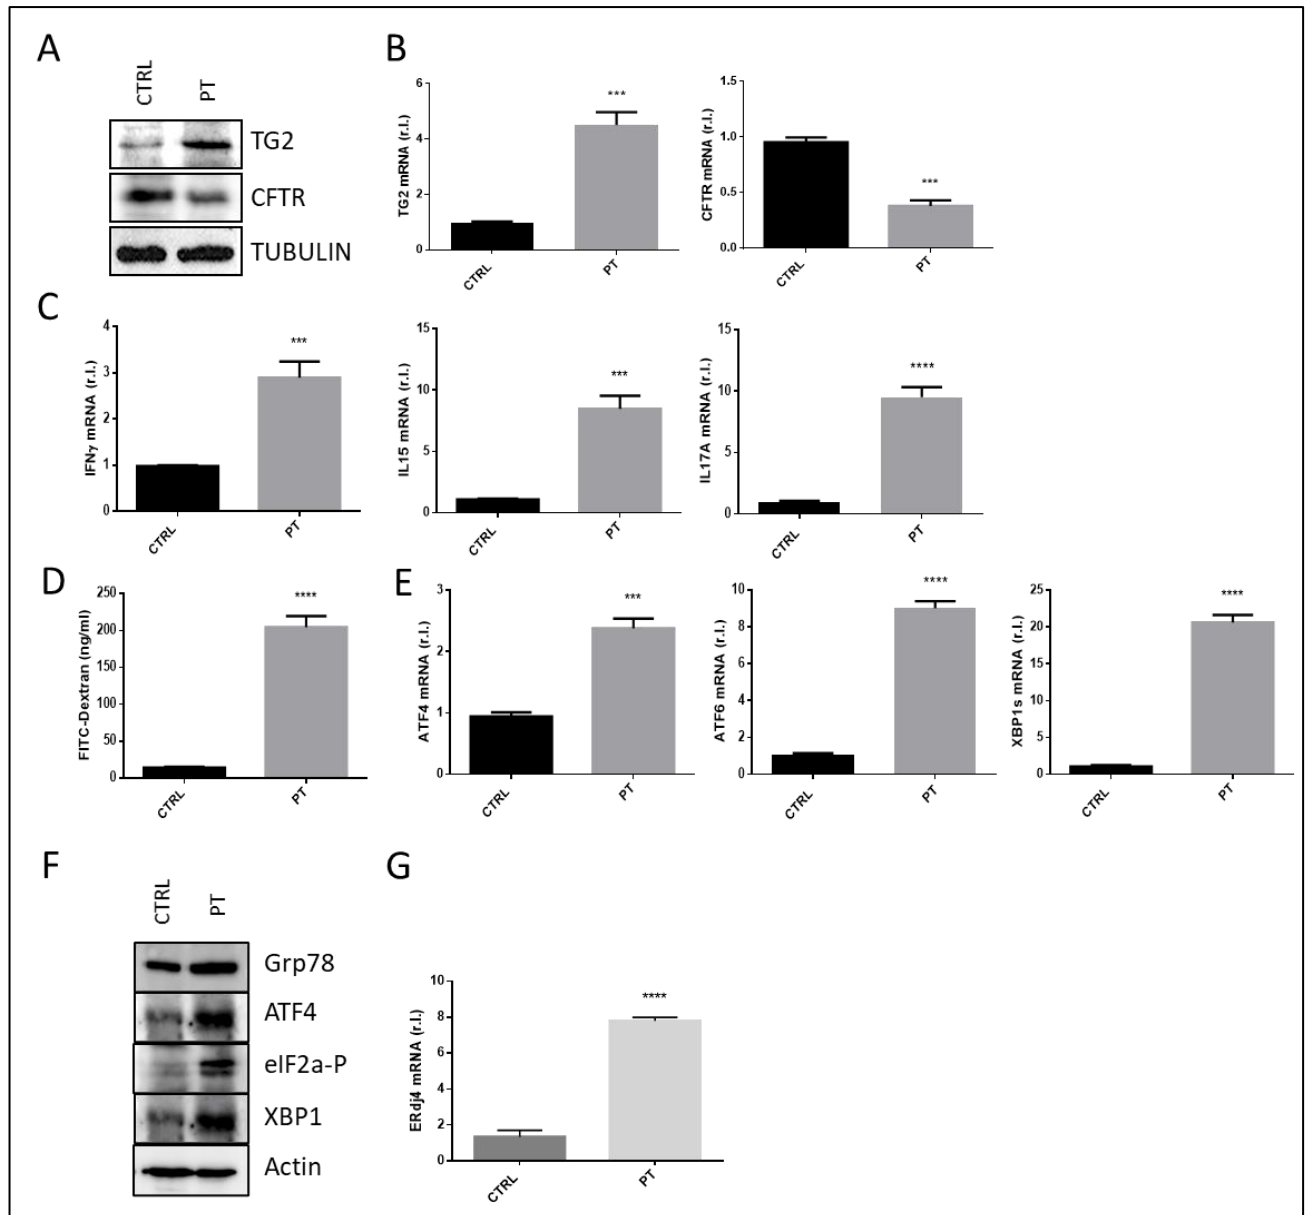 A
CTRL
PT
TG2
CFTR
TUBULIN
B
TG2 mRNA (r.l.)
6
4
2
0
***
CTRL
PT
CFTR mRNA (r.l.)
1.5
1.0
0.5
0.0
***
CTRL
PT
C
IFNγ mRNA (r.l.)
4
3
2
1
0
***
CTRL
PT
IL15 mRNA (r.l.)
15
10
5
0
***
CTRL
PT
IL17A mRNA (r.l.)
15
10
5
0
****
CTRL
PT
D
FITC-Dextran (ng/ml)
250
200
150
100
50
0
****
CTRL
PT
E
ATF4 mRNA (r.l.)
3
2
1
0
***
CTRL
PT
ATF6 mRNA (r.l.)
10
8
6
4
2
0
****
CTRL
PT
XBP1s mRNA (r.l.)
25
20
15
10
5
0
****
CTRL
PT
F
CTRL
PT
Grp78
ATF4
eIF2a-P
XBP1
Actin
G
ERdj4 mRNA (r.l.)
10
8
6
4
2
0
****
CTRL
PT